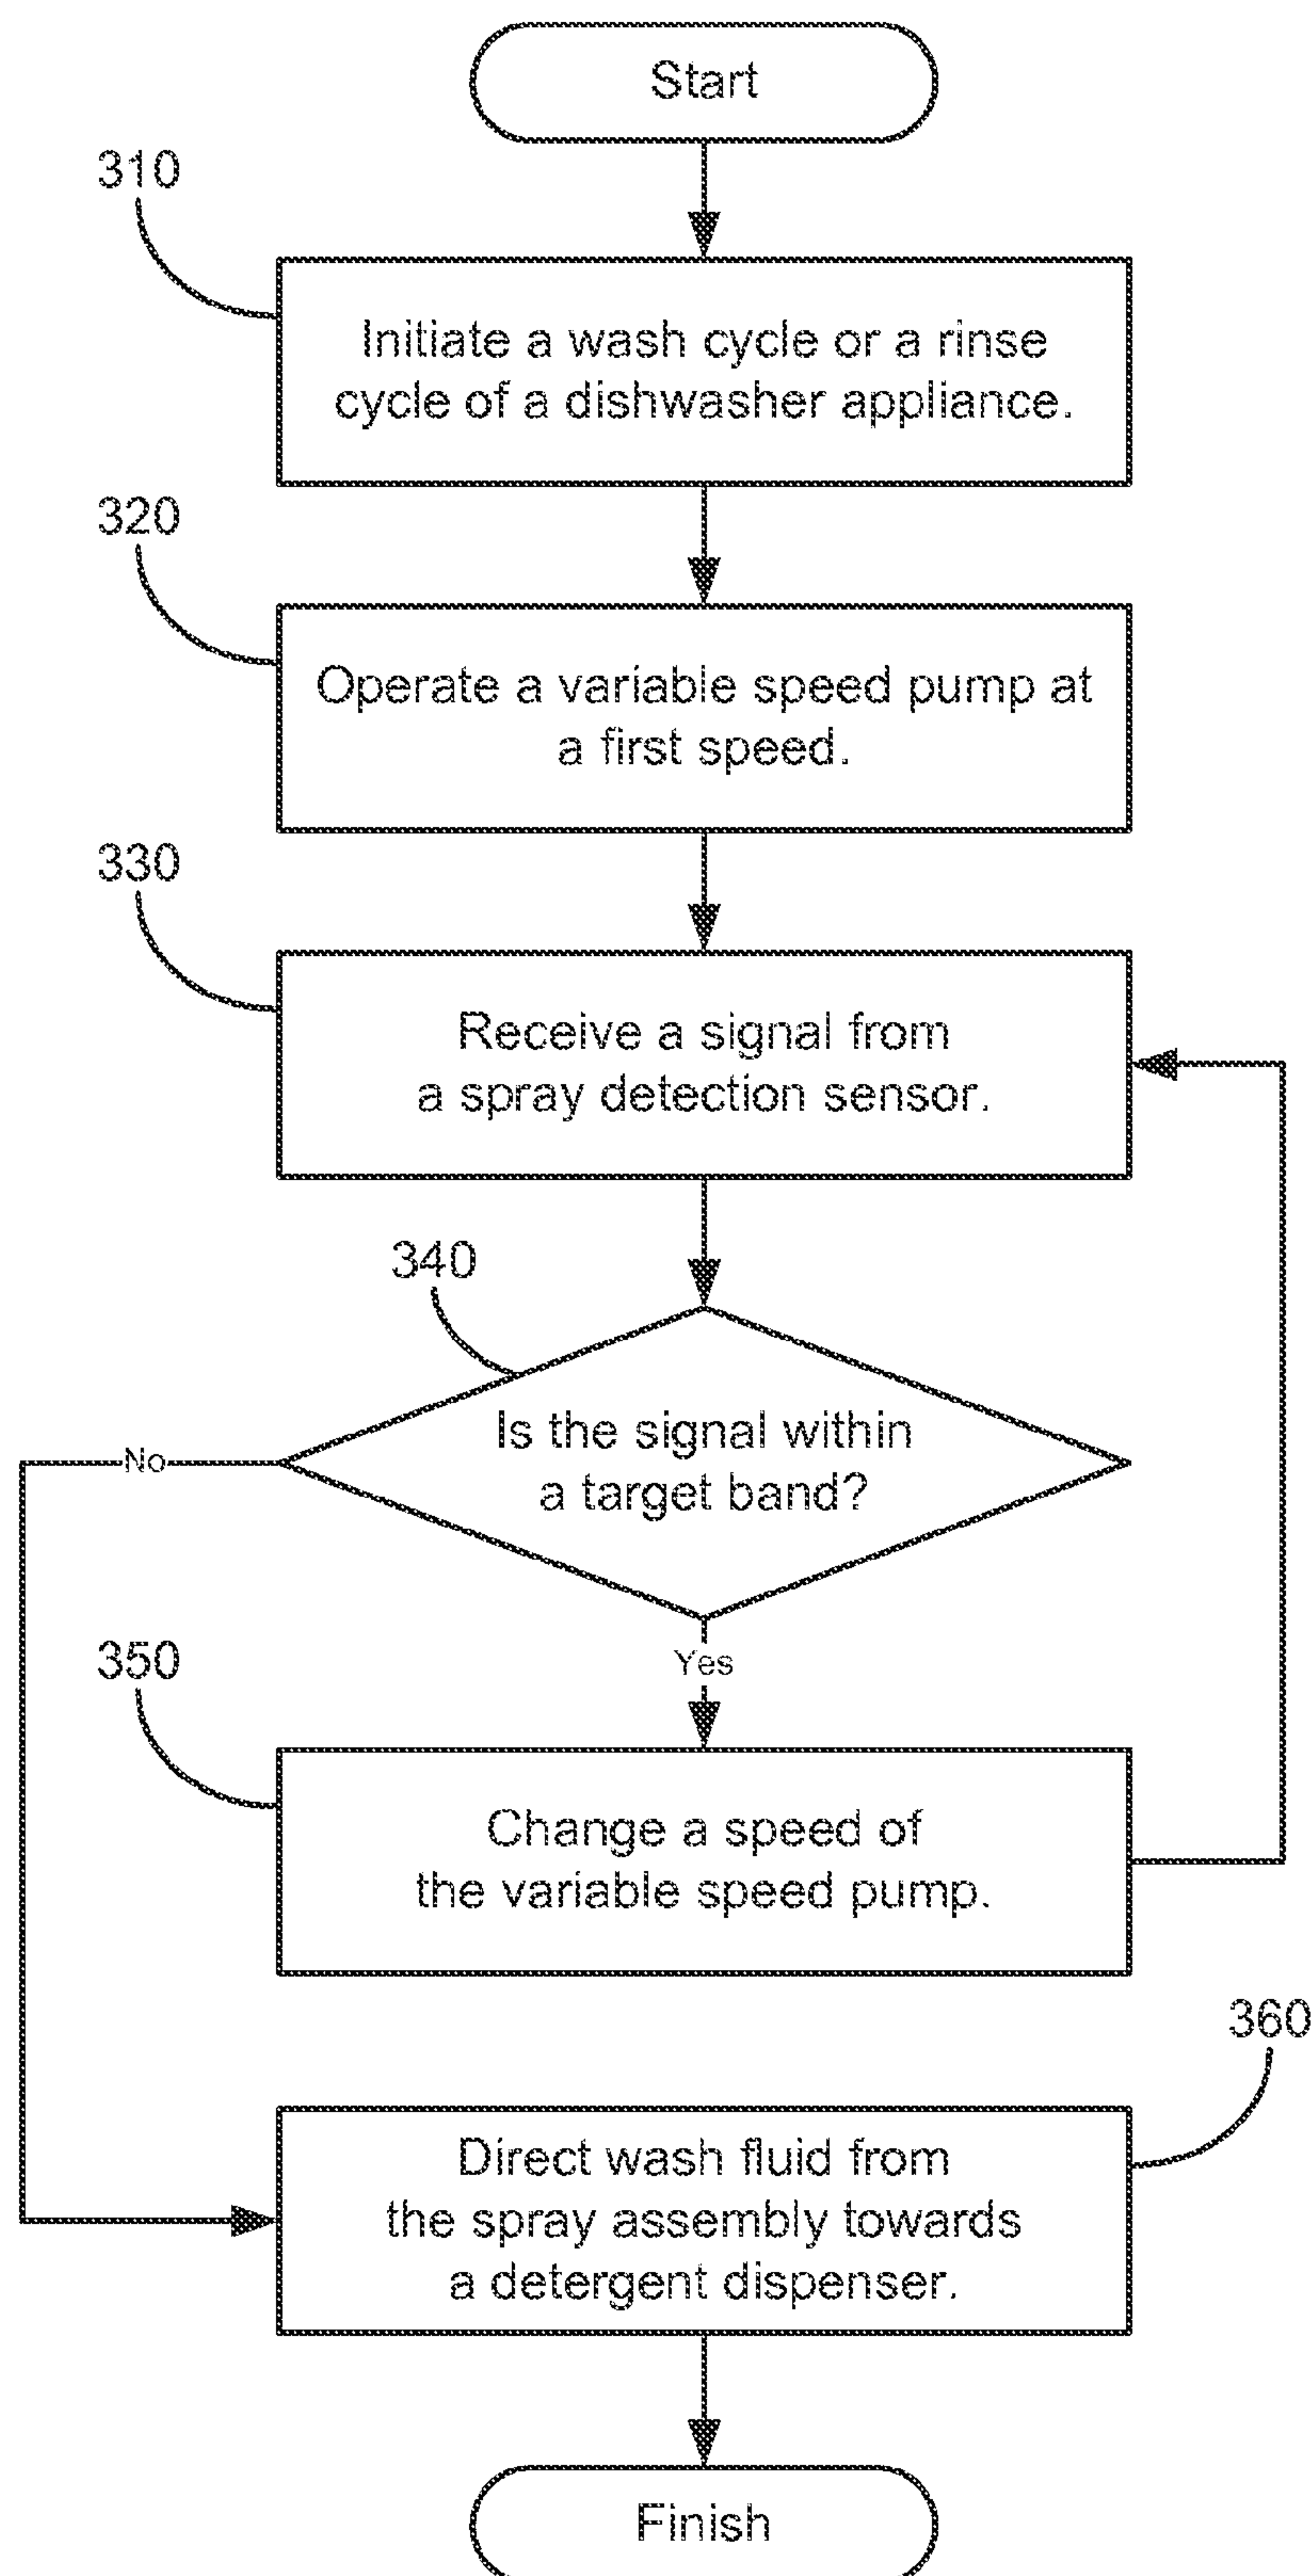 Start
310
Initiate a wash cycle or a rinse
cycle of a dishwasher appliance.
320
Operate a variable speed pump at
a first speed.
330
Receive a signal from
a spray detection sensor.
340
Is the signal within
a target band?
No
Yes
350
Change a speed of
the variable speed pump.
360
Direct wash fluid from
the spray assembly towards
a detergent dispenser.
Finish